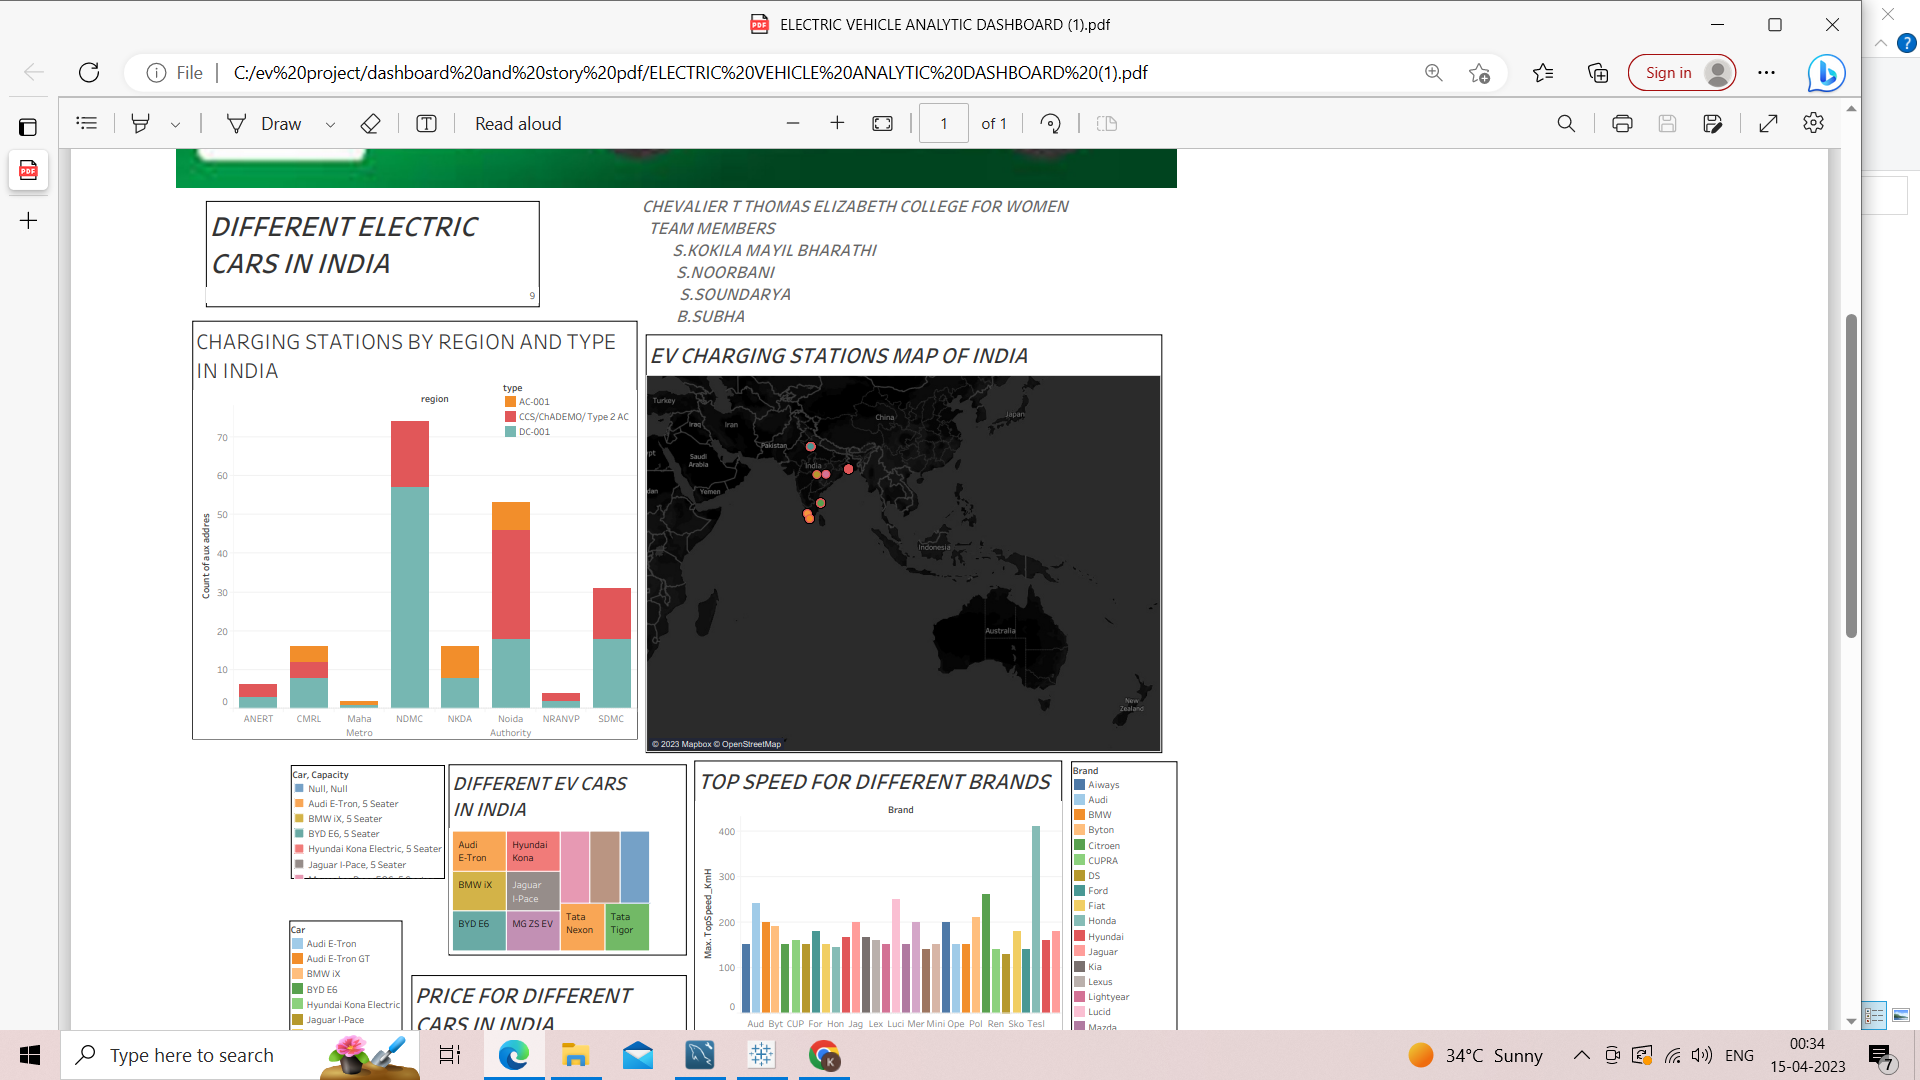 ELECTRIC VEHICLE ANALYTIC DASHBOARD (1).pdf
File
C:/ev%20project/dashboard%20and%20story%20pdf/ELECTRIC%20VEHICLE%20ANALYTIC%20DASHBOARD%20(1).pdf
Sign in
Draw
Read aloud
1 of 1
DIFFERENT ELECTRIC
CARS IN INDIA
9
CHEVALIER T THOMAS ELIZABETH COLLEGE FOR WOMEN
TEAM MEMBERS
S.KOKILA MAYIL BHARATHI
S.NOORBANI
S.SOUNDARYA
B.SUBHA
CHARGING STATIONS BY REGION AND TYPE
IN INDIA
region
type
AC-001
CCS/ChADEMO/ Type 2 AC
DC-001
Count of aux addres
70
60
50
40
30
20
10
0
ANERT
CMRL
Maha
Metro
NDMC
NKDA
Noida
Authority
NRANVP
SDMC
EV CHARGING STATIONS MAP OF INDIA
Turkey
Iraq
Iran
Saudi
Arabia
Yemen
Pakistan
India
China
Japan
Indonesia
Australia
New
Zealand
© 2023 Mapbox © OpenStreetMap
Car, Capacity
Null, Null
Audi E-Tron, 5 Seater
BMW iX, 5 Seater
BYD E6, 5 Seater
Hyundai Kona Electric, 5 Seater
Jaguar I-Pace, 5 Seater
DIFFERENT EV CARS
IN INDIA
Audi
E-Tron
Hyundai
Kona
BMW iX
Jaguar
I-Pace
BYD E6
MG ZS EV
Tata
Nexon
Tata
Tigor
TOP SPEED FOR DIFFERENT BRANDS
Brand
Max.TopSpeed_KmH
400
300
200
100
0
Aud Byt CUP For Hon Jag Lex Luci Mer Mini Ope Pol Ren Sko Tesl
Brand
Aiways
Audi
BMW
Byton
Citroen
CUPRA
DS
Ford
Fiat
Honda
Hyundai
Jaguar
Kia
Lexus
Lightyear
Lucid
Mazda
Car
Audi E-Tron
Audi E-Tron GT
BMW iX
BYD E6
Hyundai Kona Electric
Jaguar I-Pace
PRICE FOR DIFFERENT
CARS IN INDIA
Type here to search
K
34°C Sunny
ENG
00:34
15-04-2023
7